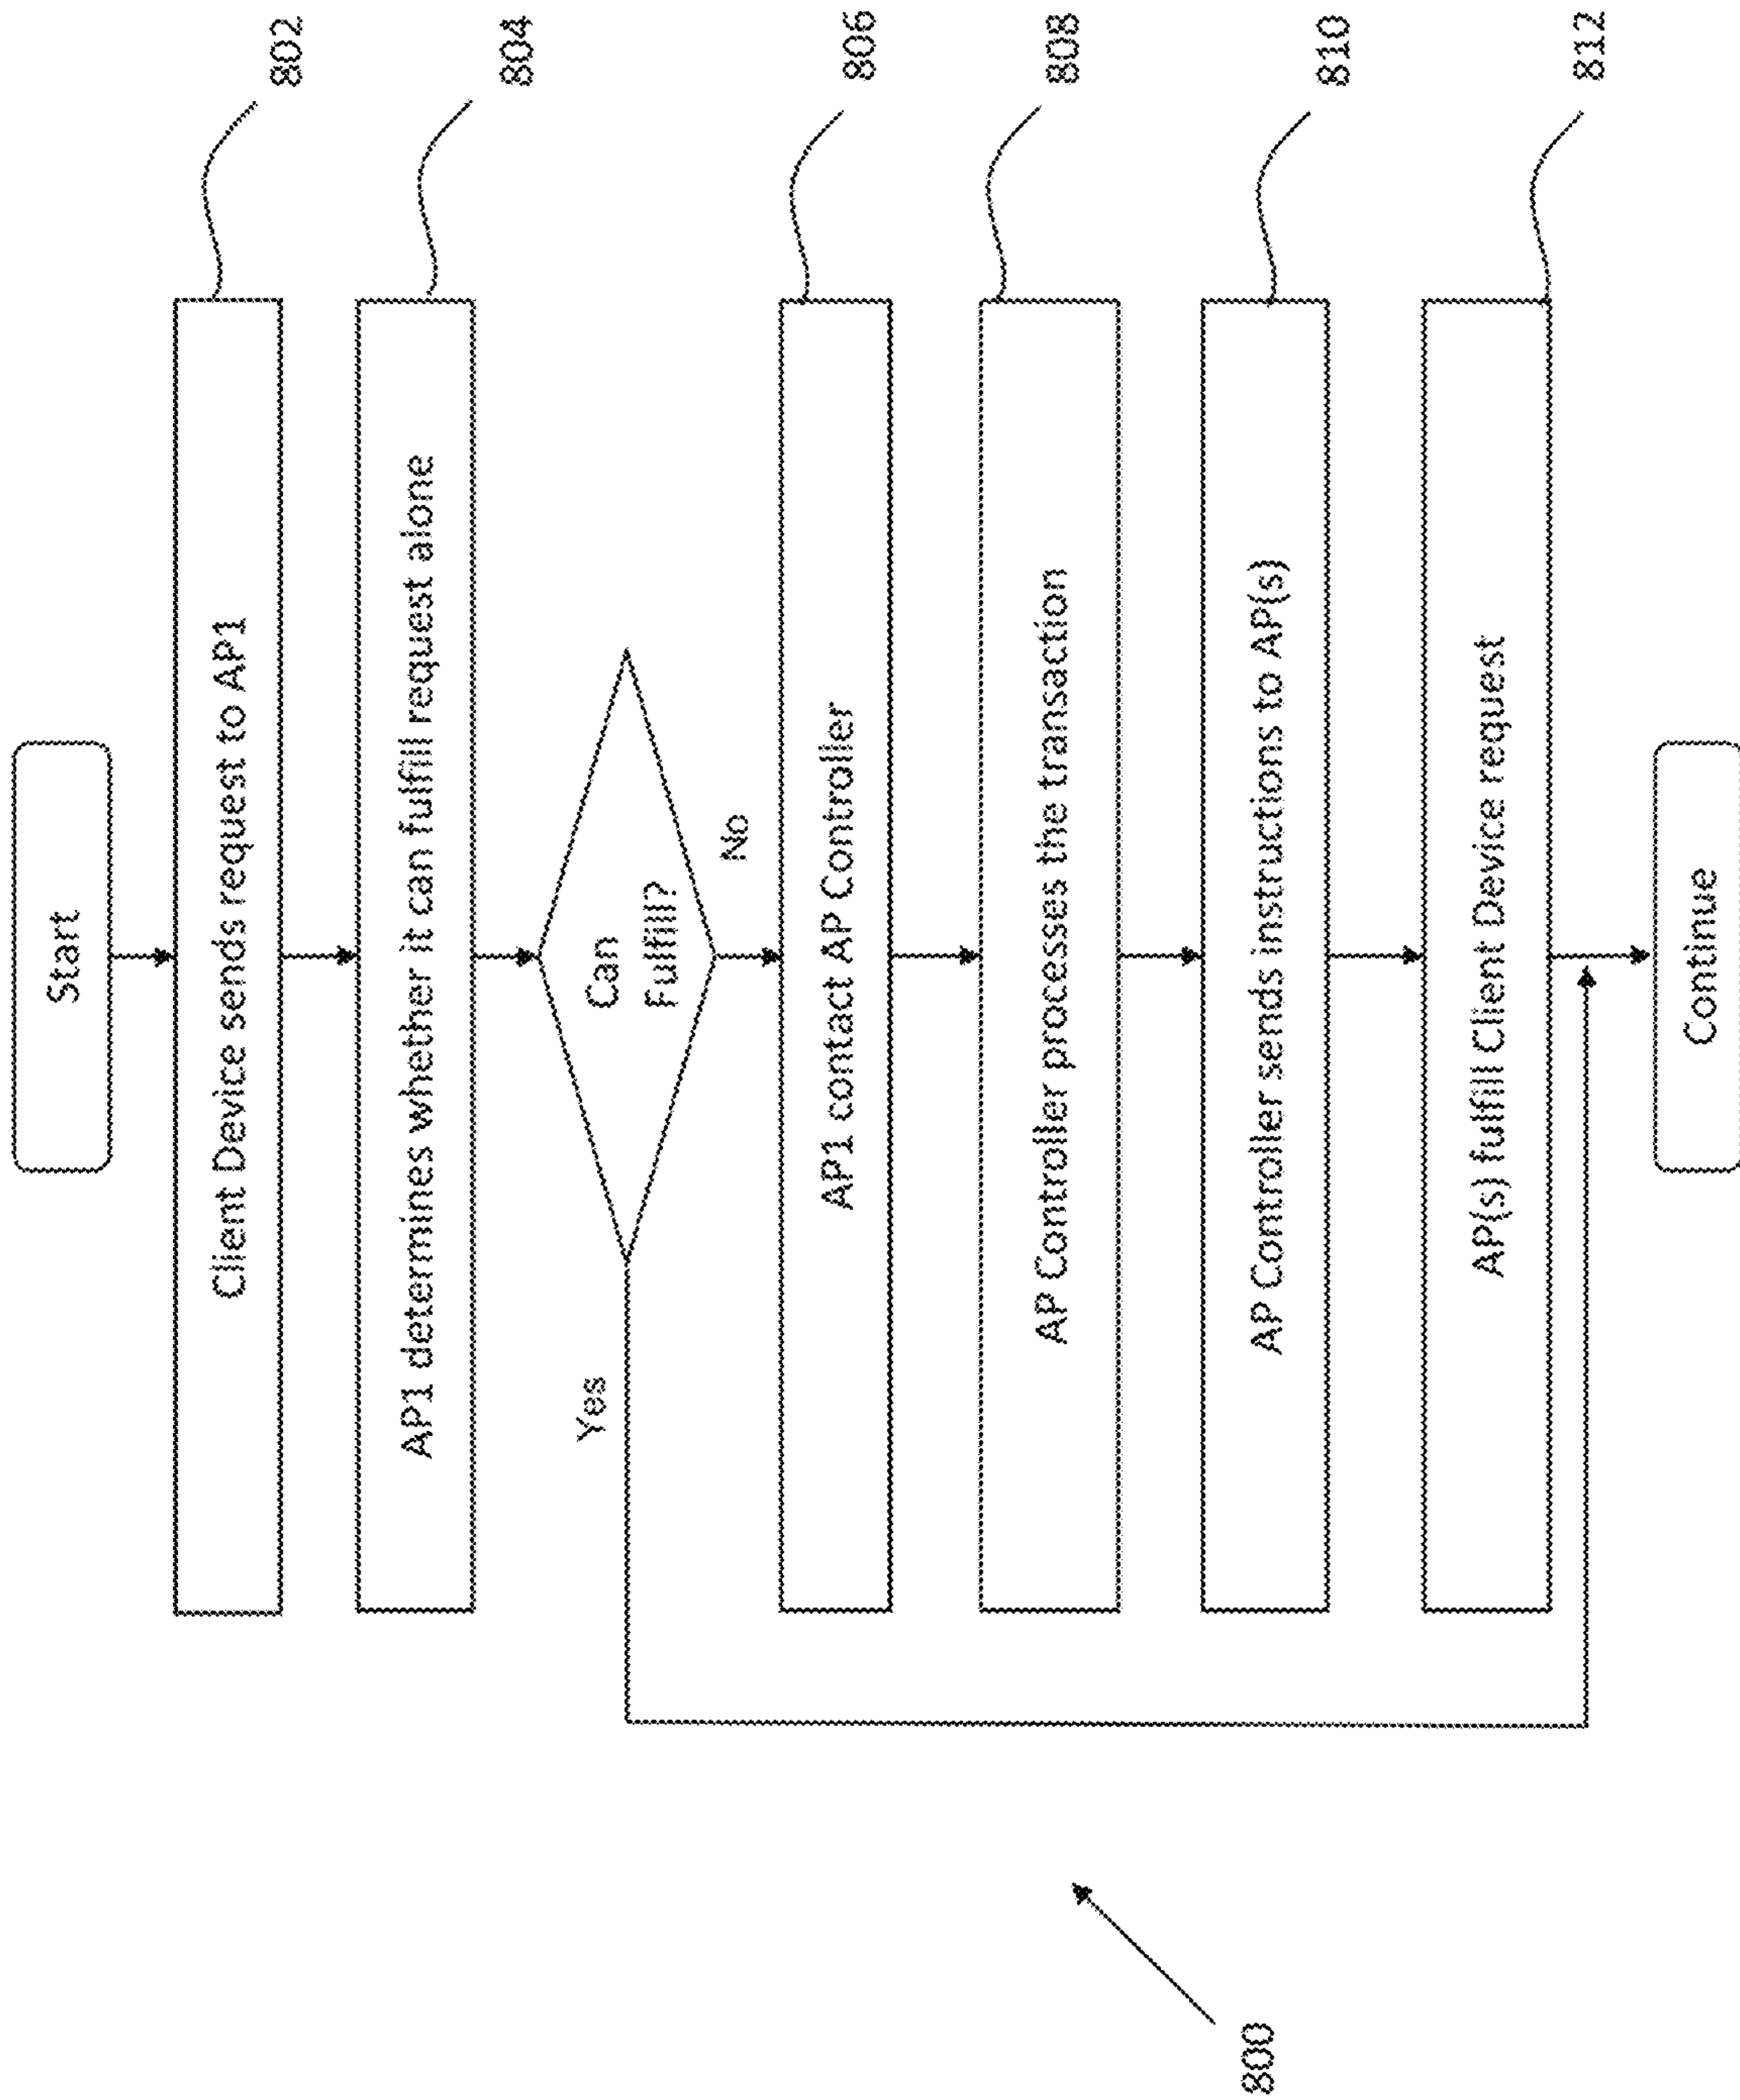 Start
Client Device sends request to AP1
802
AP1 determines whether it can fulfill request alone
804
Can
Fulfill?
Yes
No
AP1 contact AP Controller
806
AP Controller processes the transaction
808
AP Controller sends instructions to AP(s)
810
AP(s) fulfill Client Device request
812
Continue
800